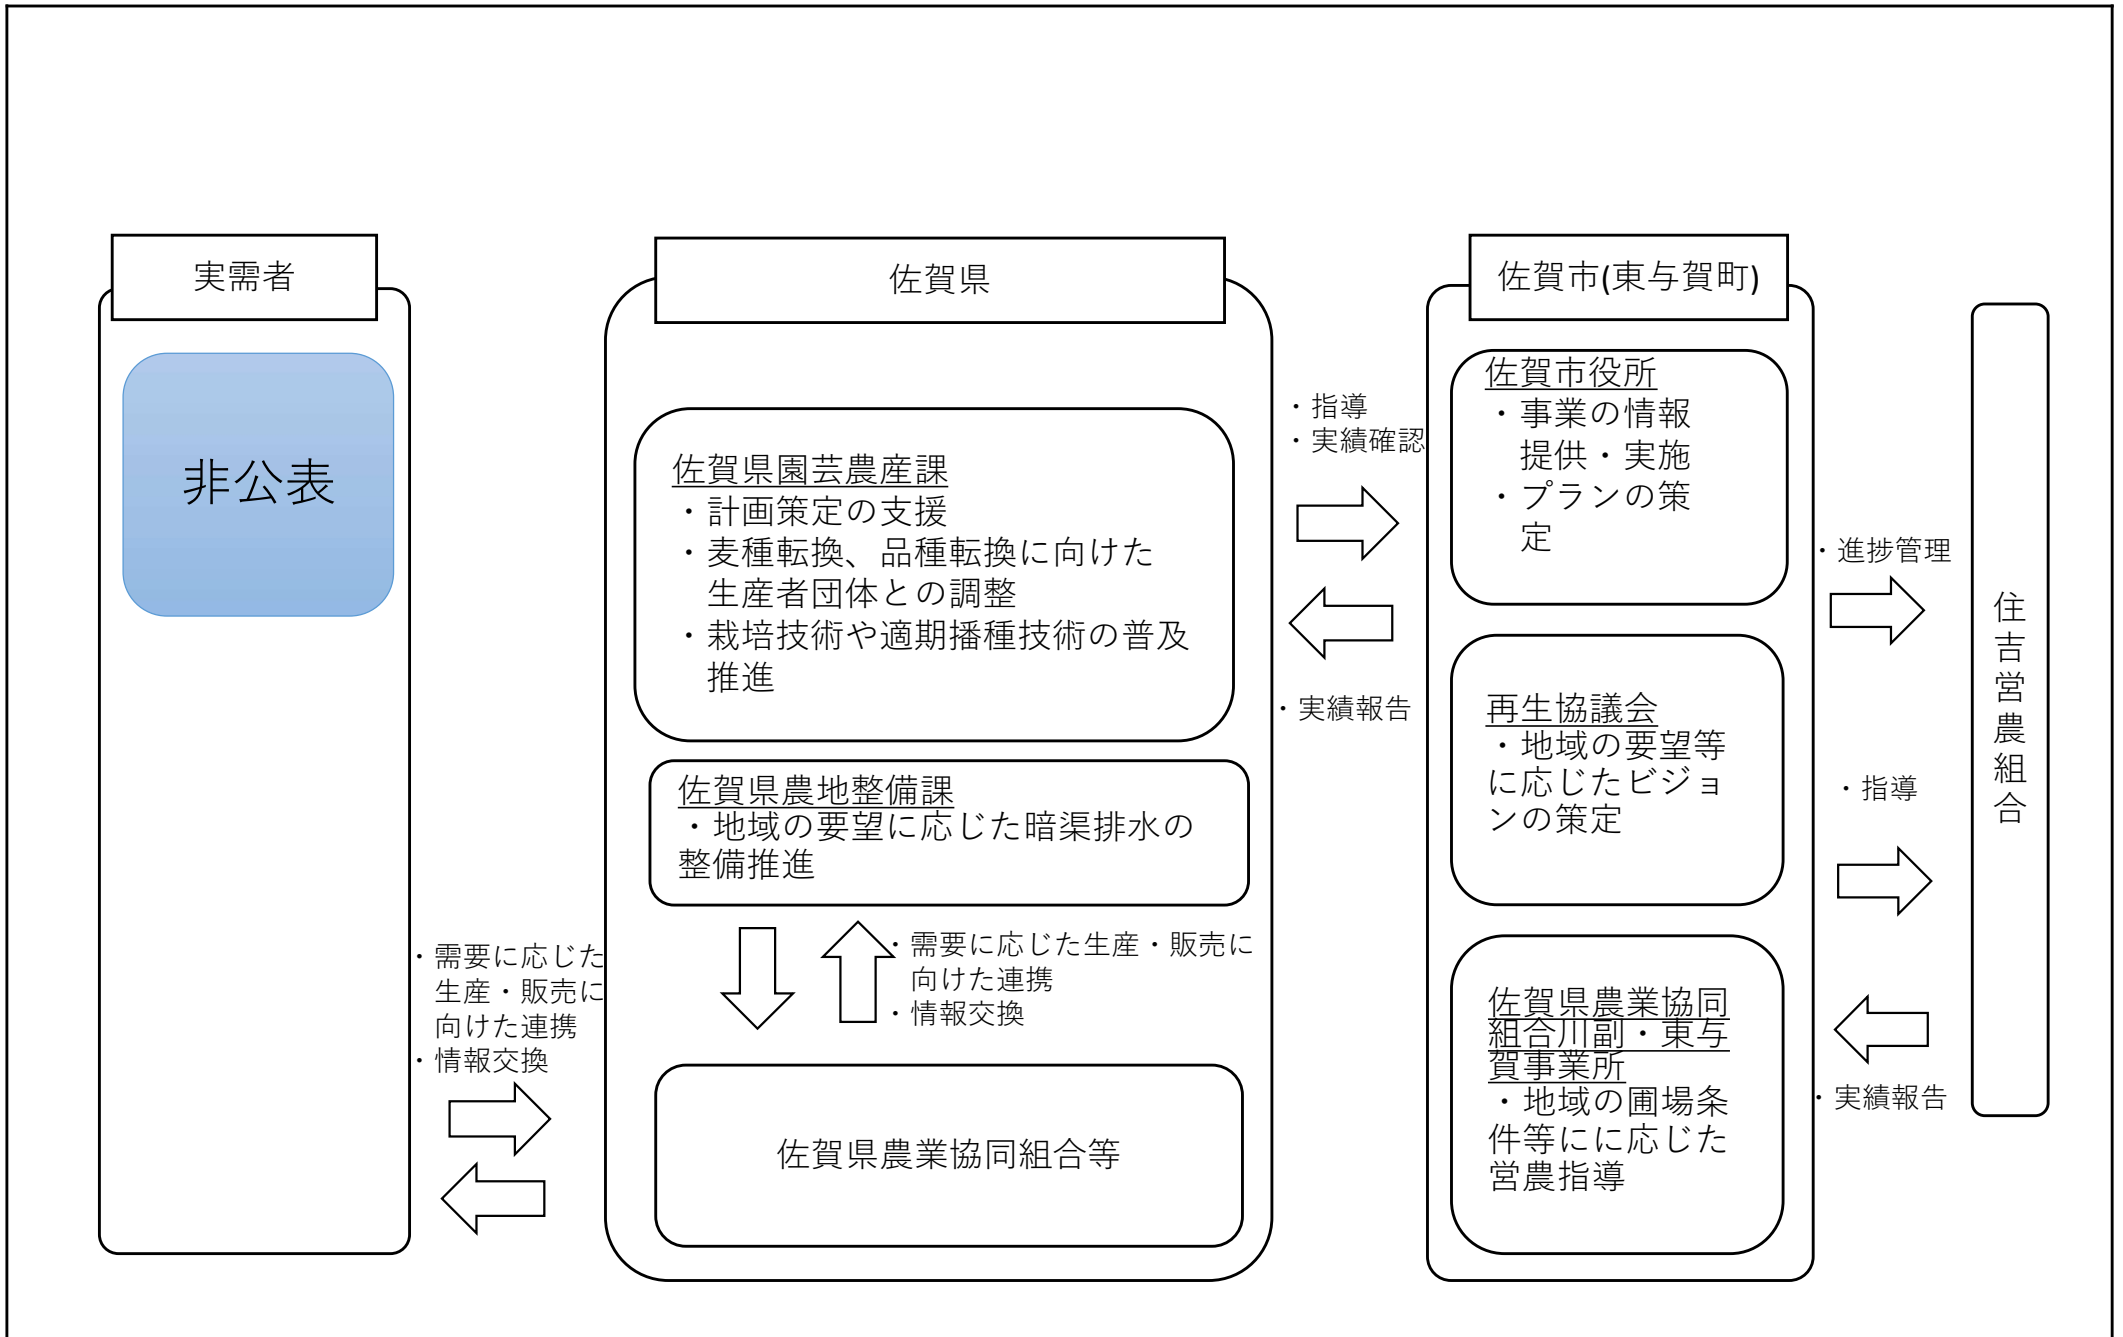 実需者
非公表
・需要に応じた
生産・販売に
向けた連携
・情報交換
佐賀県
佐賀県園芸農産課
・計画策定の支援
・麦種転換、品種転換に向けた
生産者団体との調整
・栽培技術や適期播種技術の普及
推進
佐賀県農地整備課
・地域の要望に応じた暗渠排水の
整備推進
・需要に応じた生産・販売に
向けた連携
・情報交換
佐賀県農業協同組合等
・指導
・実績確認
・実績報告
佐賀市(東与賀町)
佐賀市役所
・事業の情報
提供・実施
・プランの策
定
再生協議会
・地域の要望等
に応じたビジョ
ンの策定
佐賀県農業協同
組合川副・東与
賀事業所
・地域の圃場条
件等にに応じた
営農指導
・進捗管理
・指導
・実績報告
住吉営農組合